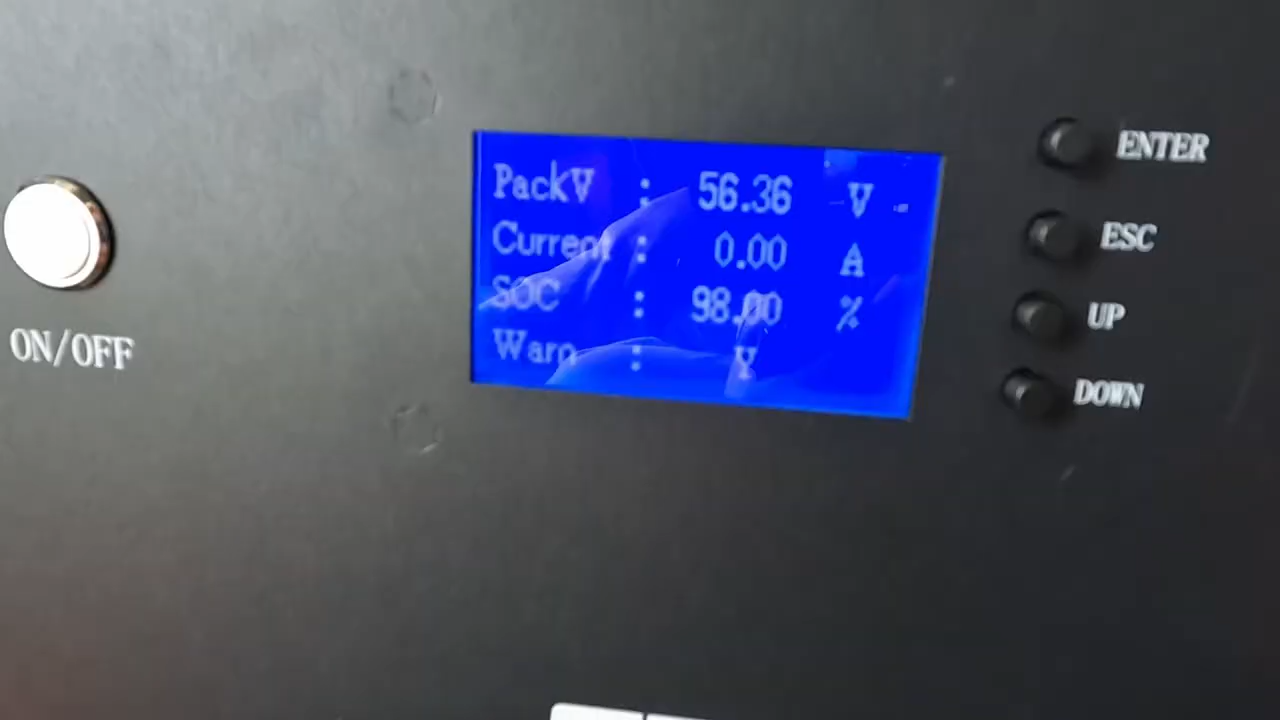 PackV : 56.36 V
Current : 0.00 A
SOC : 98.00 %
Warn : Y
ON/OFF
ENTER
ESC
UP
DOWN